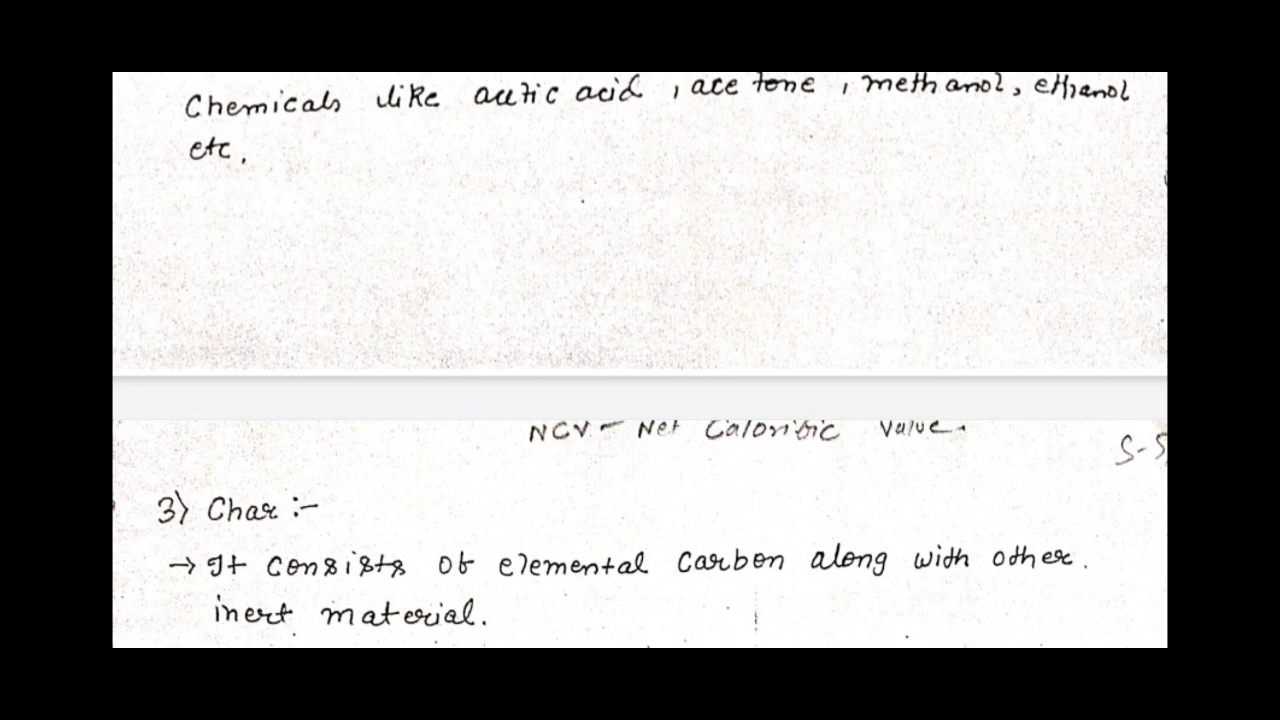 Chemicals like acetic acid, acetone, methanol, ethanol
etc.
NCV - Net Calorific value.
S-5
3) Char :-
→ It consists of elemental carbon along with other.
inert material.